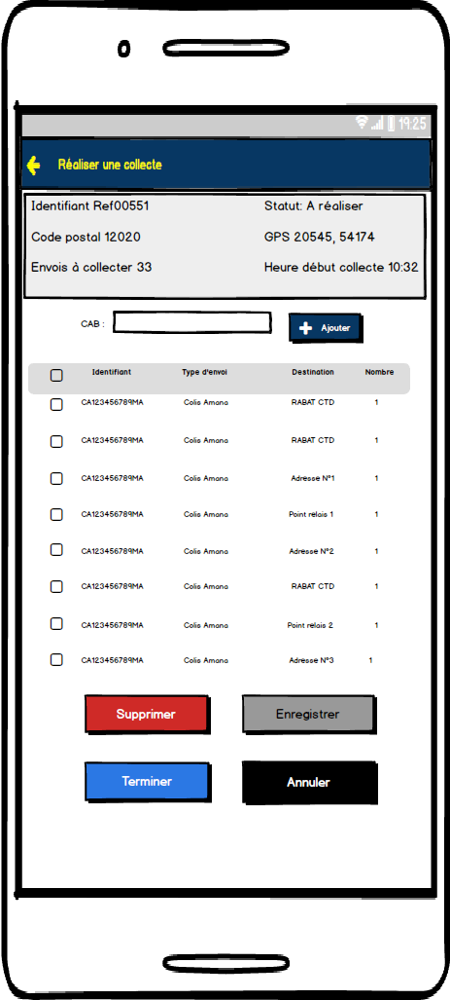 19:25
Réaliser une collecte
Identifiant Ref00551 Statut: A réaliser
Code postal 12020 GPS 20545, 54174
Envois à collecter 33 Heure début collecte 10:32
CAB : Ajouter
Identifiant Type d'envoi Destination Nombre
CA123456789MA Colis Amana RABAT CTD 1
CA123456789MA Colis Amana RABAT CTD 1
CA123456789MA Colis Amana Adresse N°1 1
CA123456789MA Colis Amana Point relais 1 1
CA123456789MA Colis Amana Adresse N°2 1
CA123456789MA Colis Amana RABAT CTD 1
CA123456789MA Colis Amana Point relais 2 1
CA123456789MA Colis Amana Adresse N°3 1
Supprimer Enregistrer
Terminer Annuler